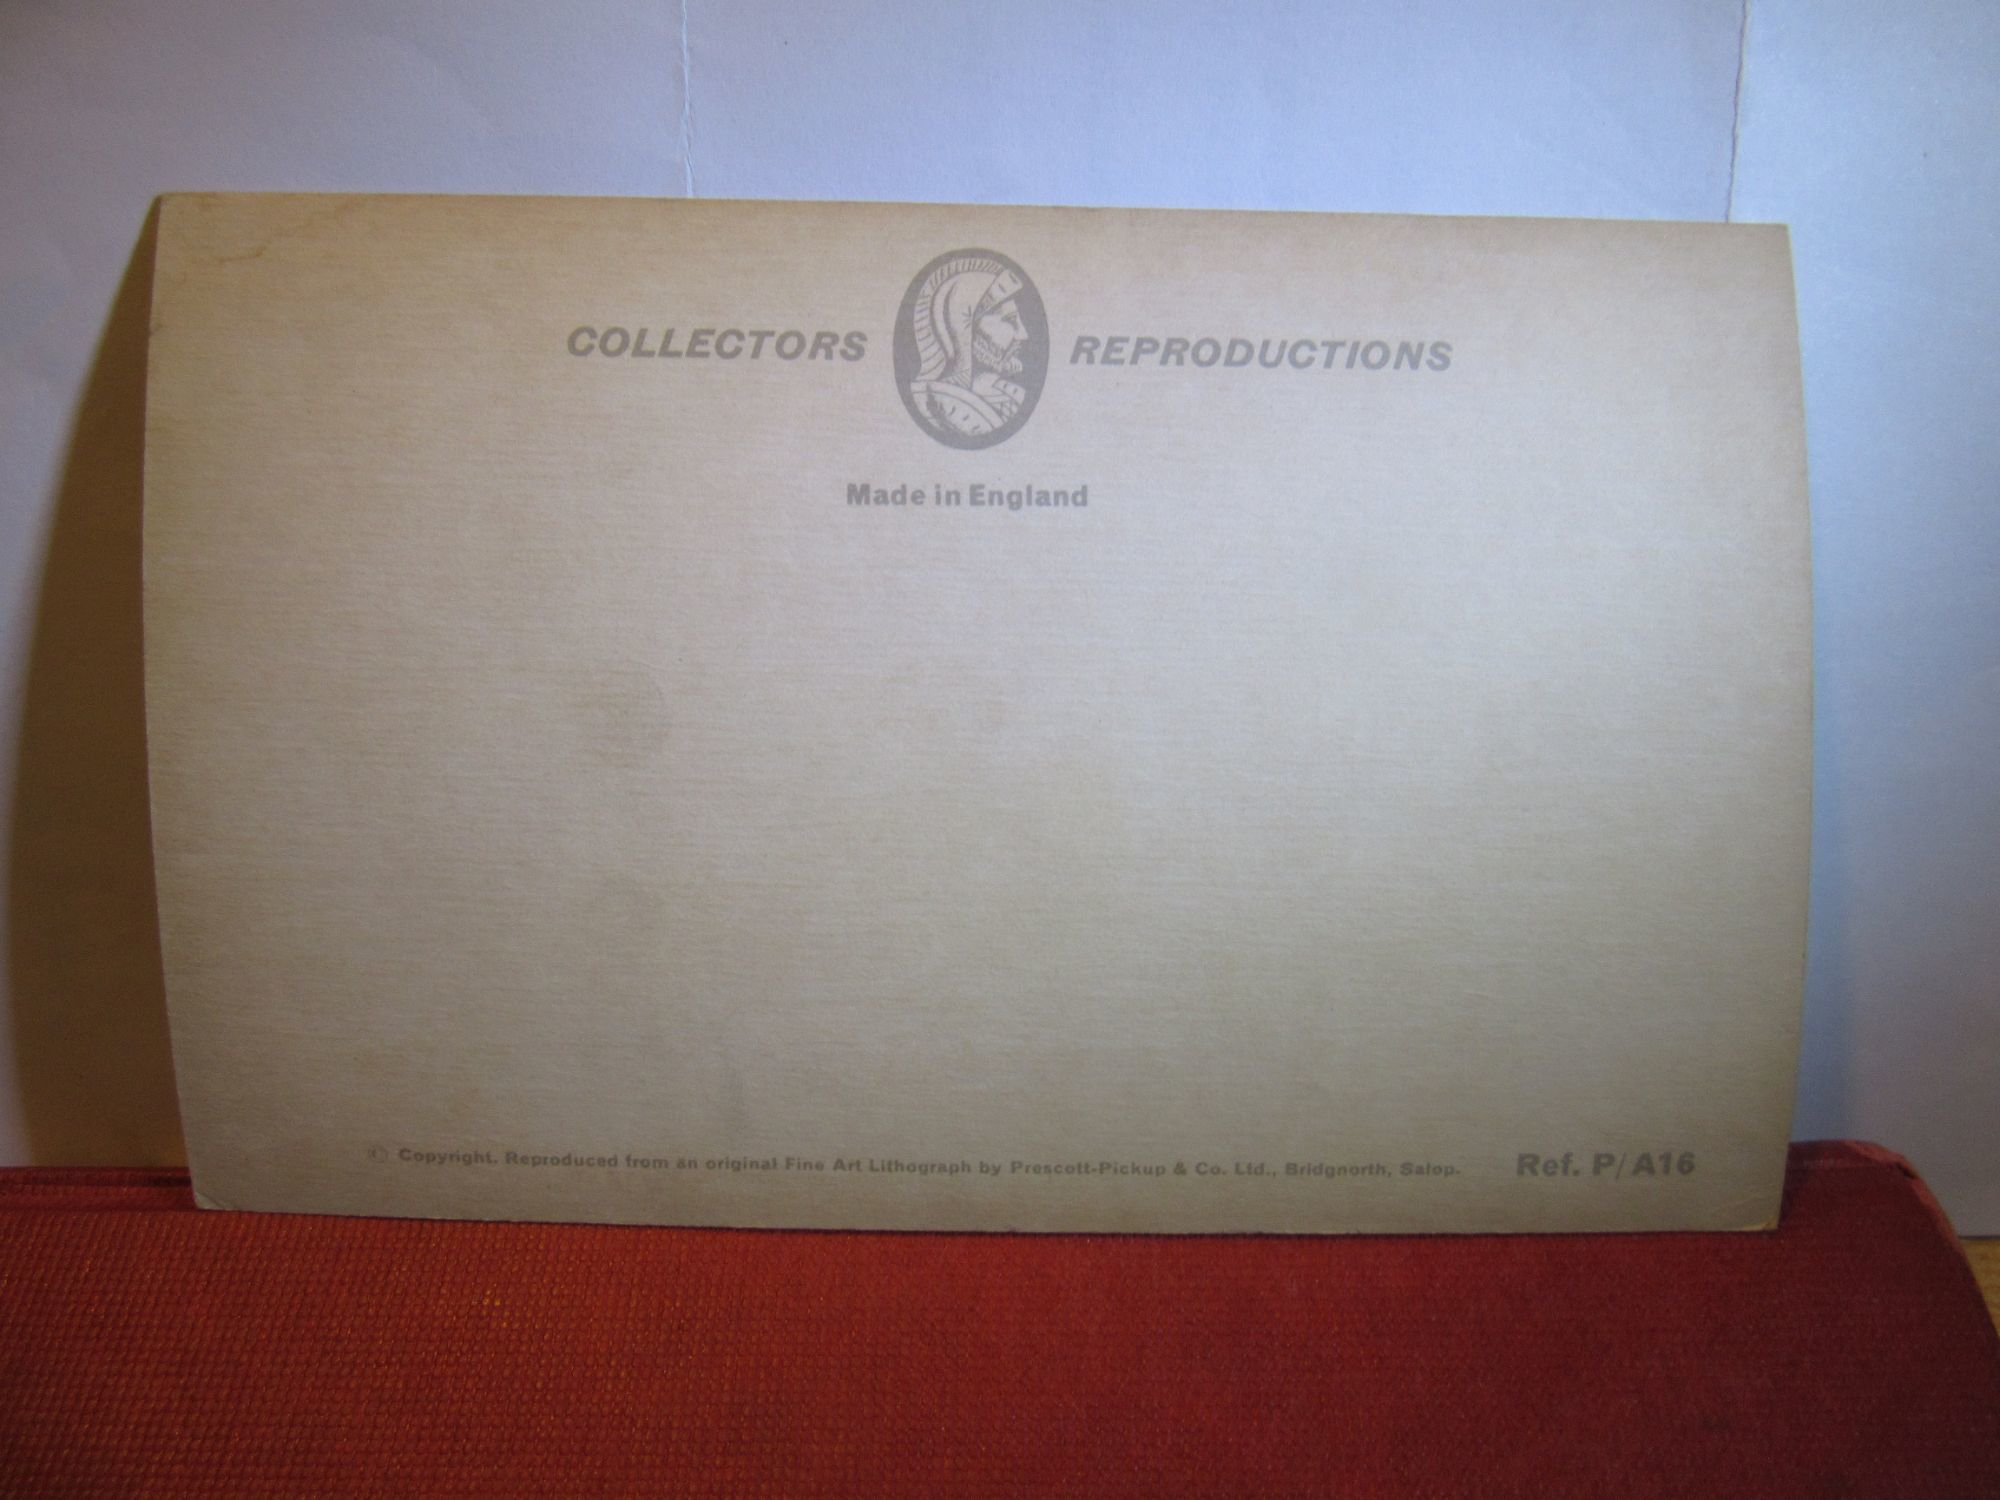 COLLECTORS REPRODUCTIONS
Made in England
© Copyright. Reproduced from an original Fine Art Lithograph by Prescott-Pickup & Co. Ltd., Bridgnorth, Salop. Ref. P/A16